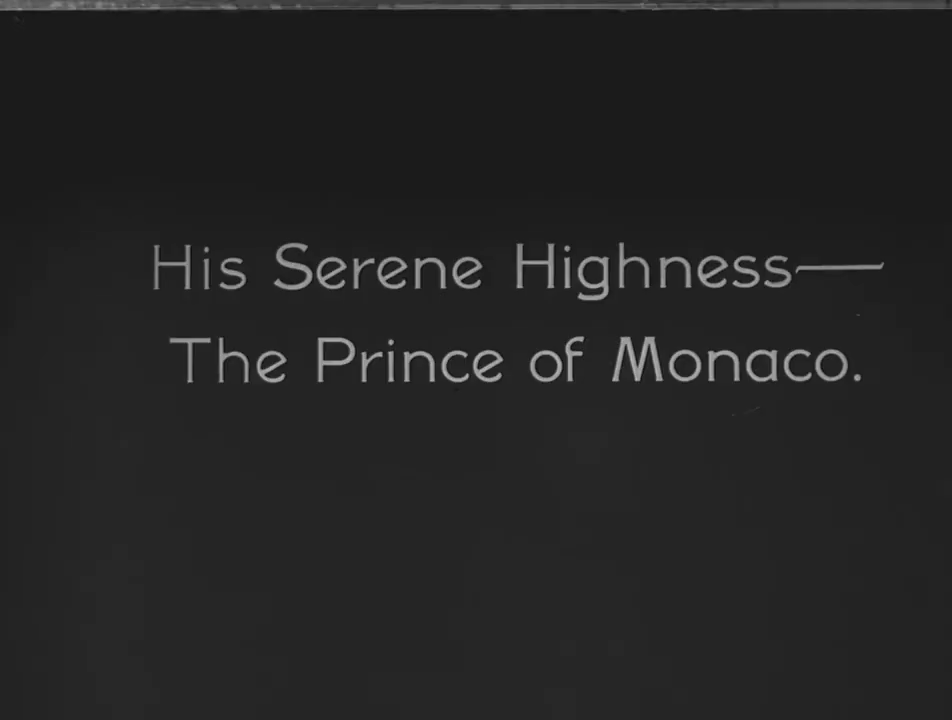 His Serene Highness—
The Prince of Monaco.